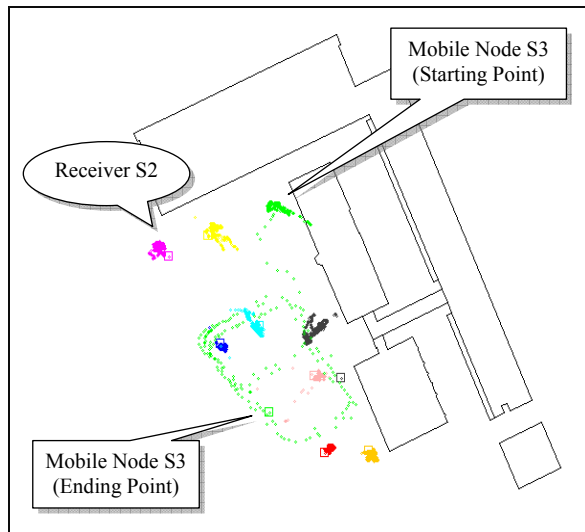 Mobile Node S3
(Starting Point)
Receiver S2
Mobile Node S3
(Ending Point)